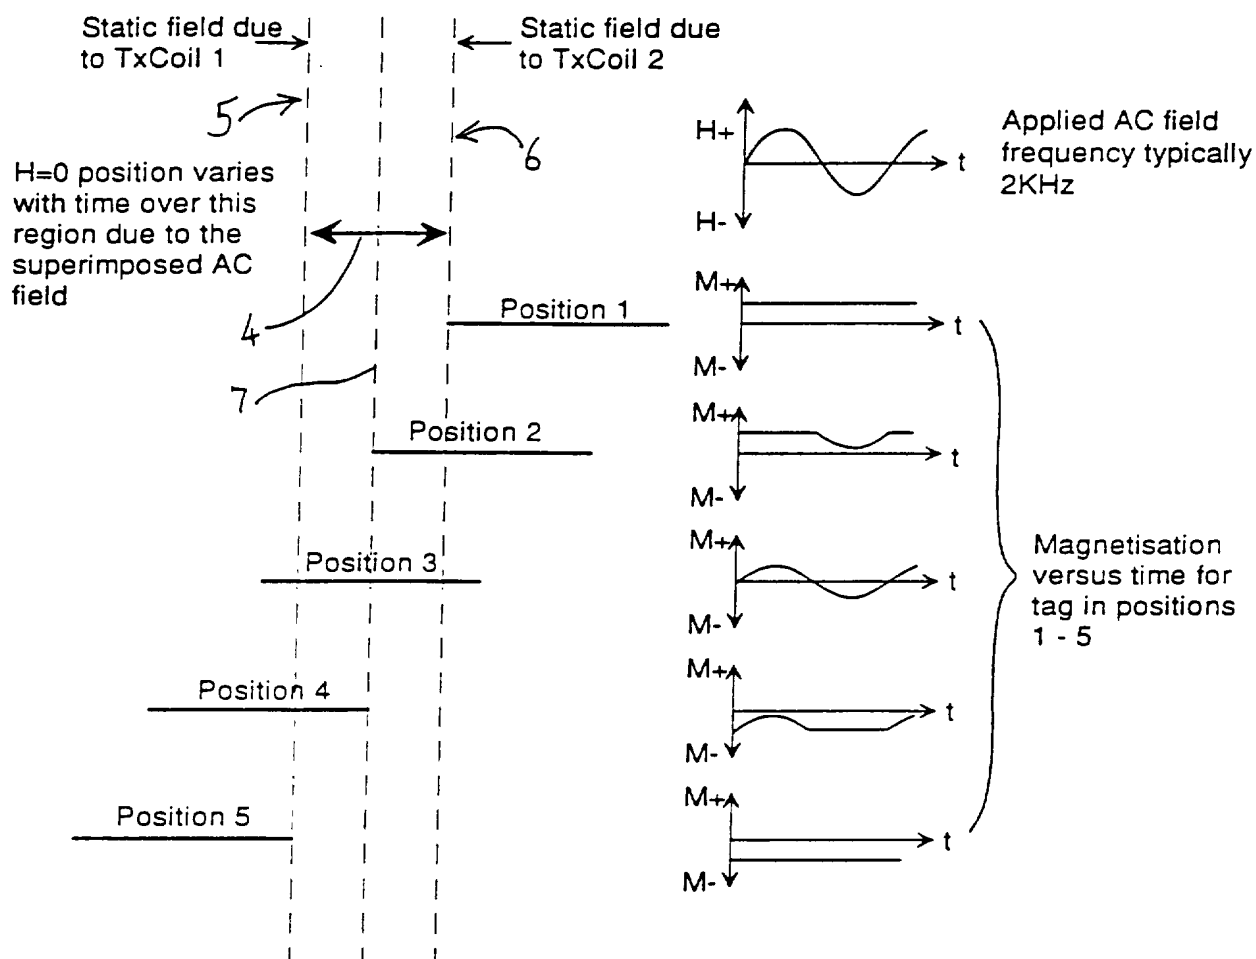 Static field due
to TxCoil 1
Static field due
to TxCoil 2
5
6
H=0 position varies
with time over this
region due to the
superimposed AC
field
4
7
H+
H-
t
Applied AC field
frequency typically
2KHz
Position 1
M+
M-
t
Position 2
M+
M-
t
Position 3
M+
M-
t
Magnetisation
versus time for
tag in positions
1 - 5
Position 4
M+
M-
t
Position 5
M+
M-
t